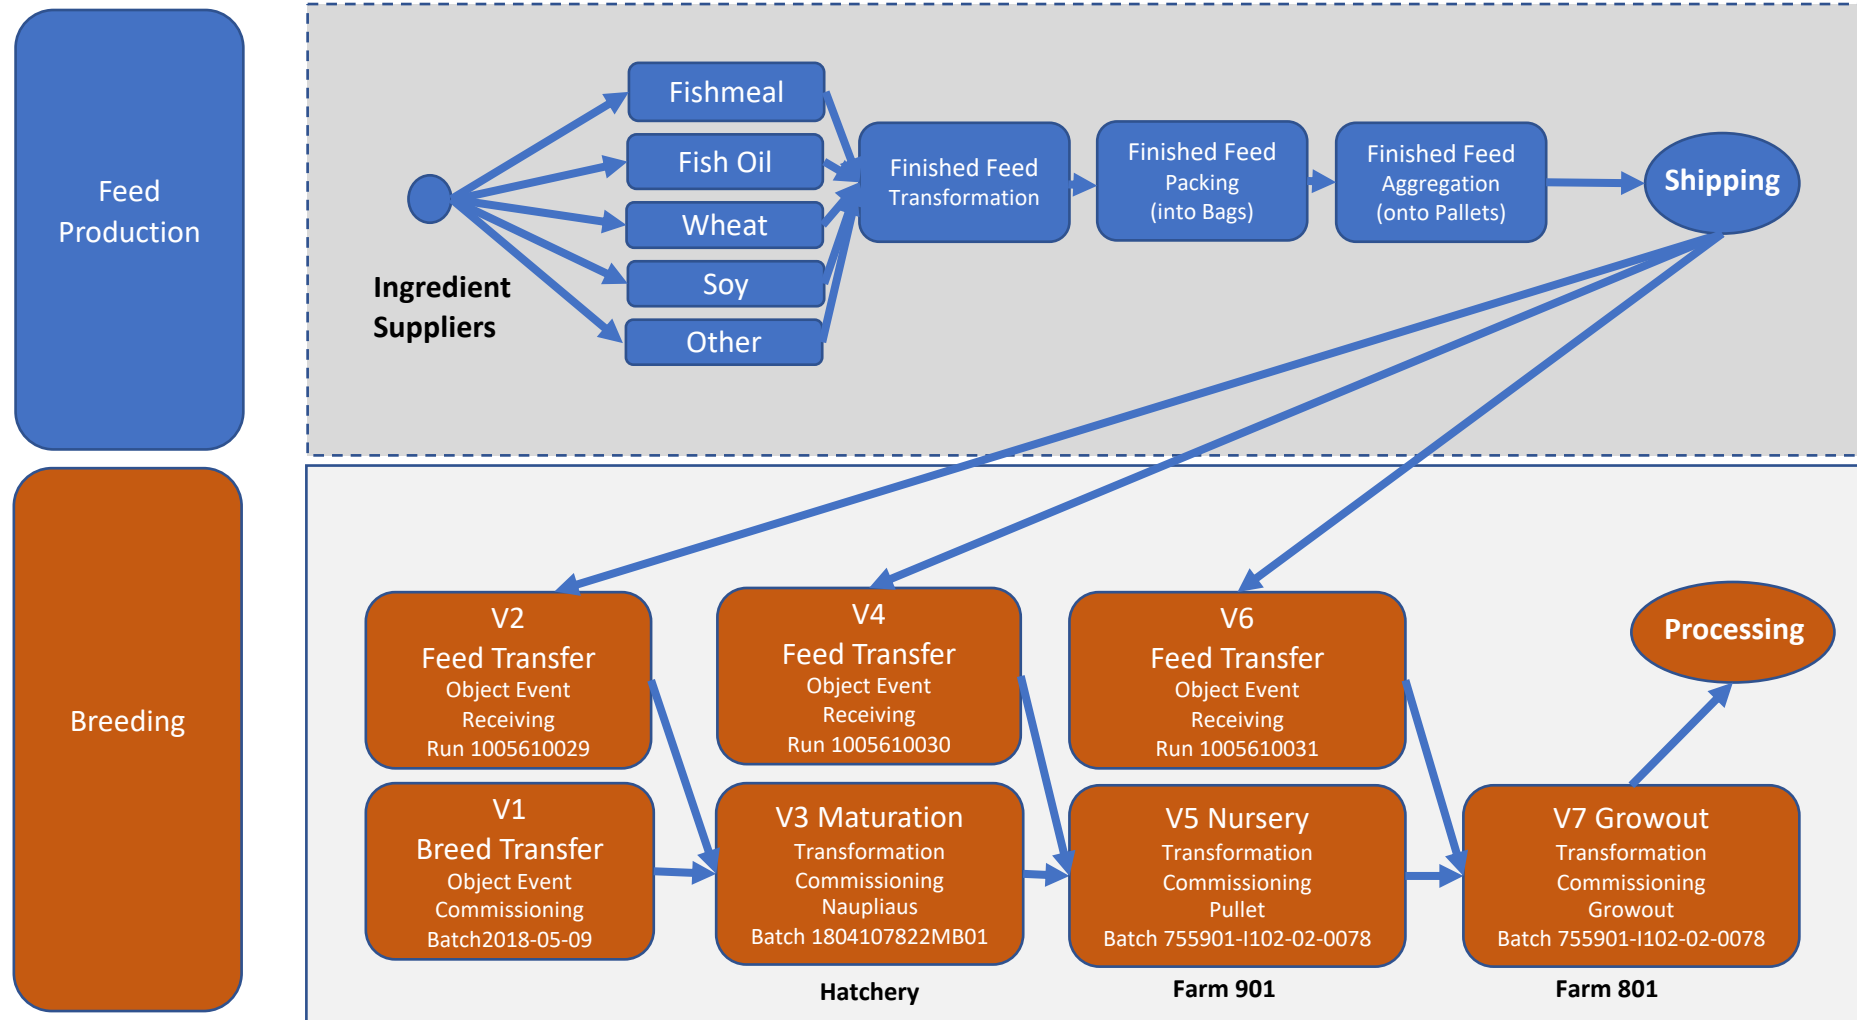 Feed
Production
Ingredient
Suppliers
Fishmeal
Fish Oil
Wheat
Soy
Other
Finished Feed
Transformation
Finished Feed
Packing
(into Bags)
Finished Feed
Aggregation
(onto Pallets)
Shipping
Breeding
V2
Feed Transfer
Object Event
Receiving
Run 1005610029
V4
Feed Transfer
Object Event
Receiving
Run 1005610030
V6
Feed Transfer
Object Event
Receiving
Run 1005610031
Processing
V1
Breed Transfer
Object Event
Commissioning
Batch2018-05-09
V3 Maturation
Transformation
Commissioning
Naupliaus
Batch 1804107822MB01
V5 Nursery
Transformation
Commissioning
Pullet
Batch 755901-I102-02-0078
V7 Growout
Transformation
Commissioning
Growout
Batch 755901-I102-02-0078
Hatchery
Farm 901
Farm 801